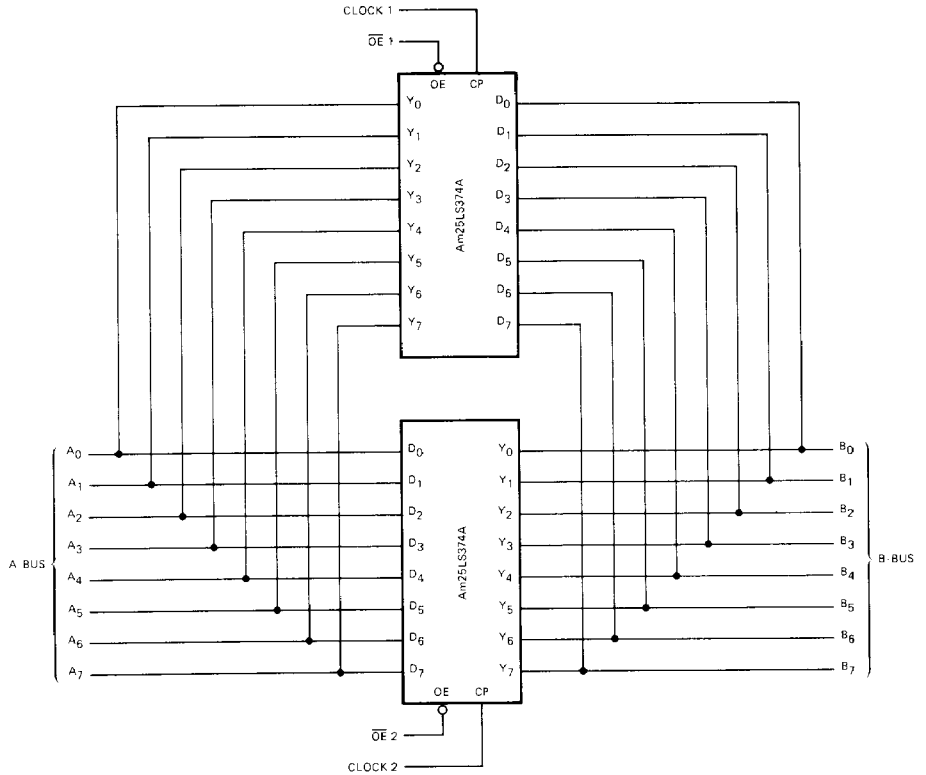 CLOCK 1
OE 1
OE CP
Y0 D0
Y1 D1
Y2 D2
Y3 D3
Y4 D4
Y5 D5
Y6 D6
Y7 D7
Am25LS374A
A BUS
A0 D0 Y0 B0
A1 D1 Y1 B1
A2 D2 Y2 B2
A3 D3 Y3 B3
A4 D4 Y4 B4
A5 D5 Y5 B5
A6 D6 Y6 B6
A7 D7 Y7 B7
B-BUS
Am25LS374A
OE CP
OE 2
CLOCK 2